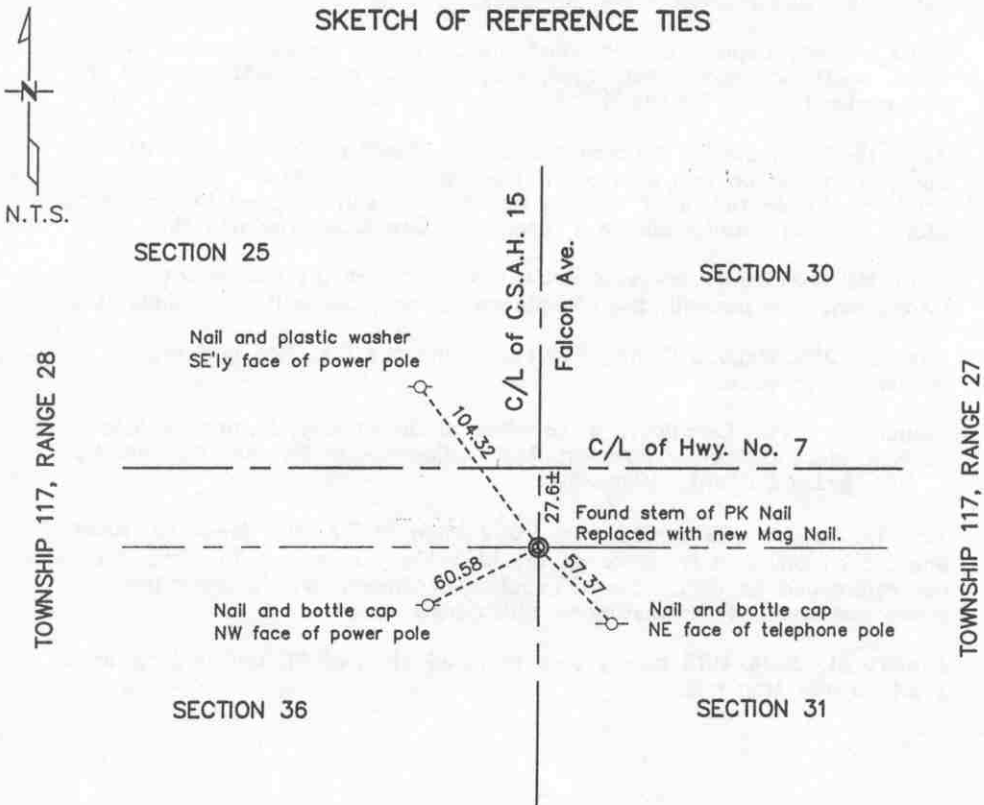 SKETCH OF REFERENCE TIES
N
N.T.S.
SECTION 25
SECTION 30
C/L of C.S.A.H. 15
Falcon Ave.
Nail and plastic washer
SE'ly face of power pole
TOWNSHIP 117, RANGE 28
TOWNSHIP 117, RANGE 27
104.32
C/L of Hwy. No. 7
27.6±
Found stem of PK Nail
Replaced with new Mag Nail.
60.58
57.37
Nail and bottle cap
NW face of power pole
Nail and bottle cap
NE face of telephone pole
SECTION 36
SECTION 31